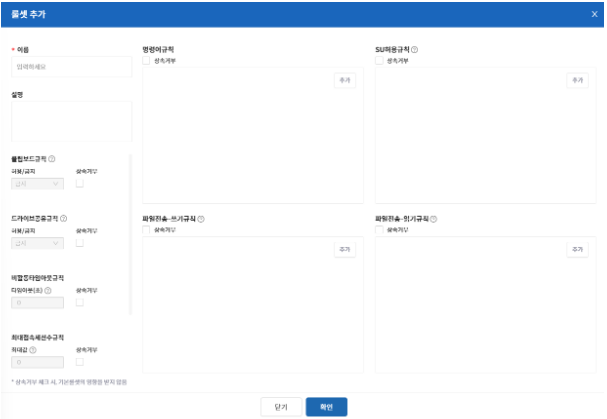 룰셋 추가
X
* 이름
입력하세요
설명
클립보드규칙 ?
허용/금지
상속거부
금지
드라이브공유규칙 ?
허용/금지
상속거부
금지
비활동타임아웃규칙
타임아웃(초) ?
상속거부
0
최대접속세션수규칙
최대값 ?
상속거부
0
* 상속거부 체크 시, 기본룰셋의 영향을 받지 않음
명령어규칙
상속거부
추가
SU허용규칙 ?
상속거부
추가
파일전송-쓰기규칙 ?
상속거부
추가
파일전송-읽기규칙 ?
상속거부
추가
닫기
확인